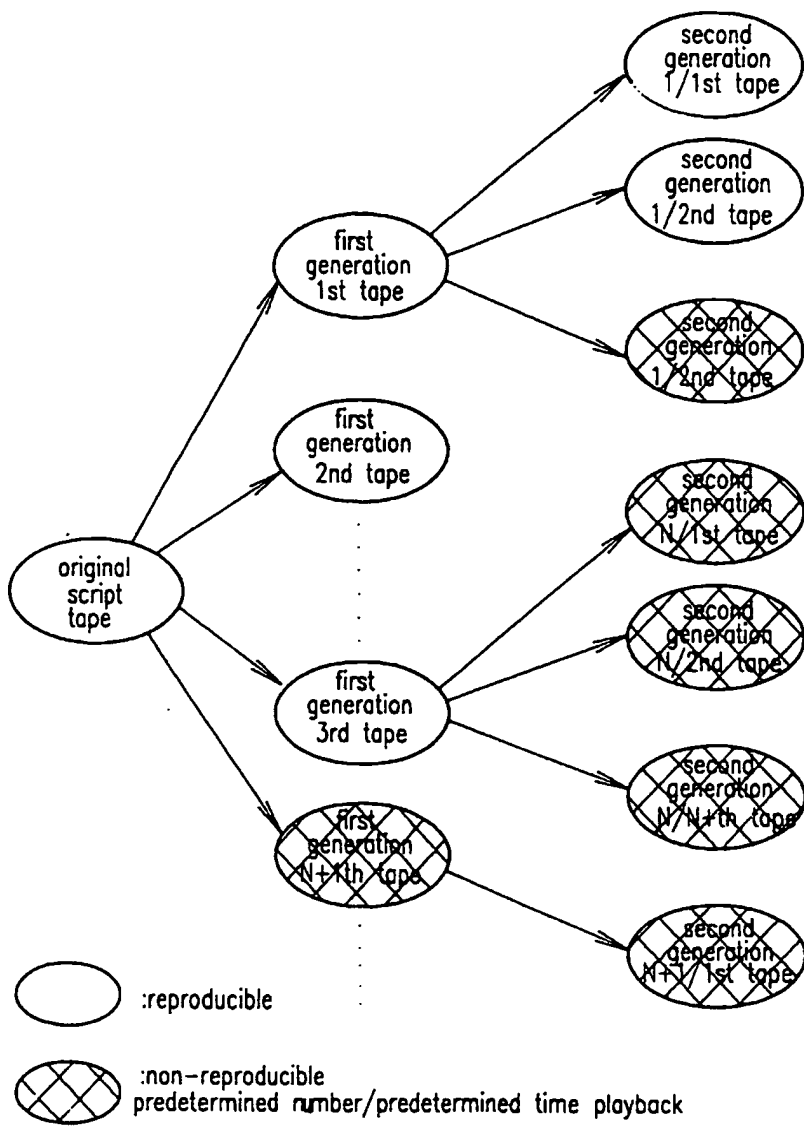 second
generation
1/1st tape
second
generation
1/2nd tape
first
generation
1st tape
second
generation
1/2nd tape
first
generation
2nd tape
second
generation
N/1st tape
original
script
tape
second
generation
N/2nd tape
first
generation
3rd tape
second
generation
N/N+th tape
first
generation
N+1th tape
second
generation
N+1/1st tape
:reproducible
:non-reproducible
predetermined number/predetermined time playback